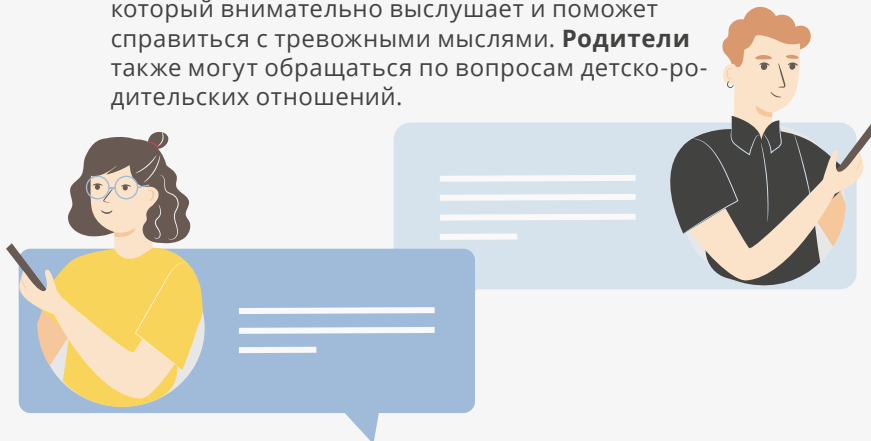 который внимательно выслушает и поможет
справиться с тревожными мыслями. Родители
также могут обращаться по вопросам детско-ро-
дительских отношений.